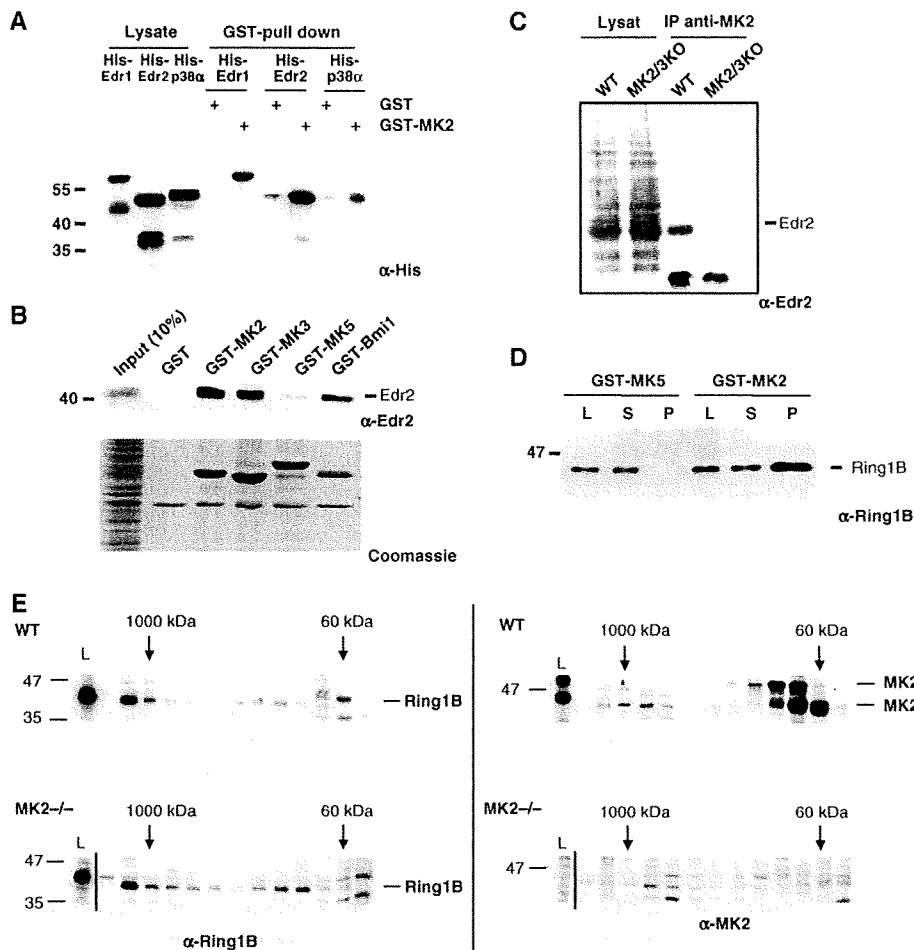 A
Lysate GST-pull down
His-Edr1 His-Edr2 His-p38α His-Edr1 His-Edr2 His-p38α
+ + + GST
+ + + GST-MK2
55
40
35
α-His
B
Input (10%) GST GST-MK2 GST-MK3 GST-MK5 GST-Bmi1
40
Edr2
α-Edr2
Coomassie
C
Lysat IP anti-MK2
WT MK2/3KO WT MK2/3KO
Edr2
α-Edr2
D
GST-MK5 GST-MK2
L S P L S P
47
Ring1B
α-Ring1B
E
WT
1000 kDa 60 kDa
L
47
35
Ring1B
MK2–/–
1000 kDa 60 kDa
L
47
35
Ring1B
α-Ring1B
WT
1000 kDa 60 kDa
L
47
MK2
MK2
MK2–/–
1000 kDa 60 kDa
L
47
α-MK2